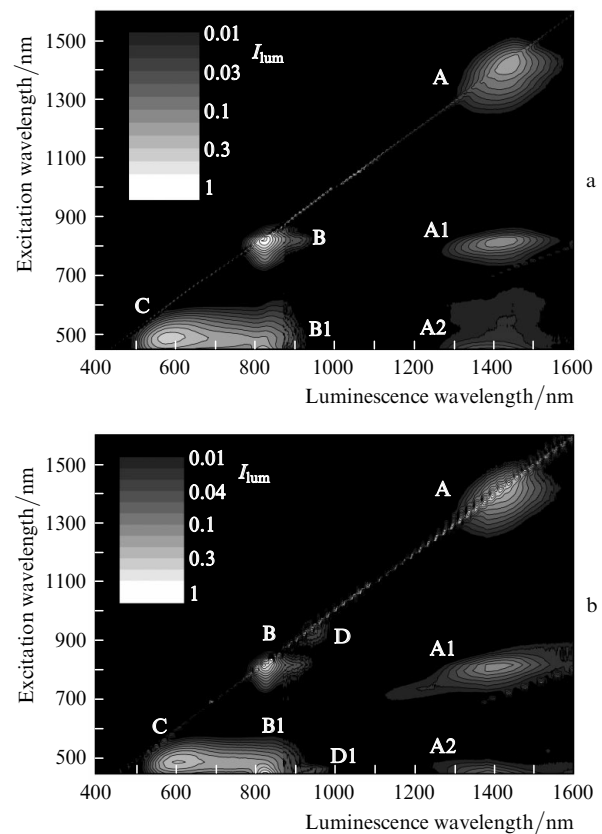 1500
1300
1100
900
700
500
Excitation wavelength/nm
0.01
0.03
0.1
0.3
1
Ilum
A
B
A1
C
B1
A2
a
400 600 800 1000 1200 1400 1600
Luminescence wavelength/nm
1500
1300
1100
900
700
500
Excitation wavelength/nm
0.01
0.04
0.1
0.3
1
Ilum
A
B
D
A1
C
B1
D1
A2
b
400 600 800 1000 1200 1400 1600
Luminescence wavelength/nm